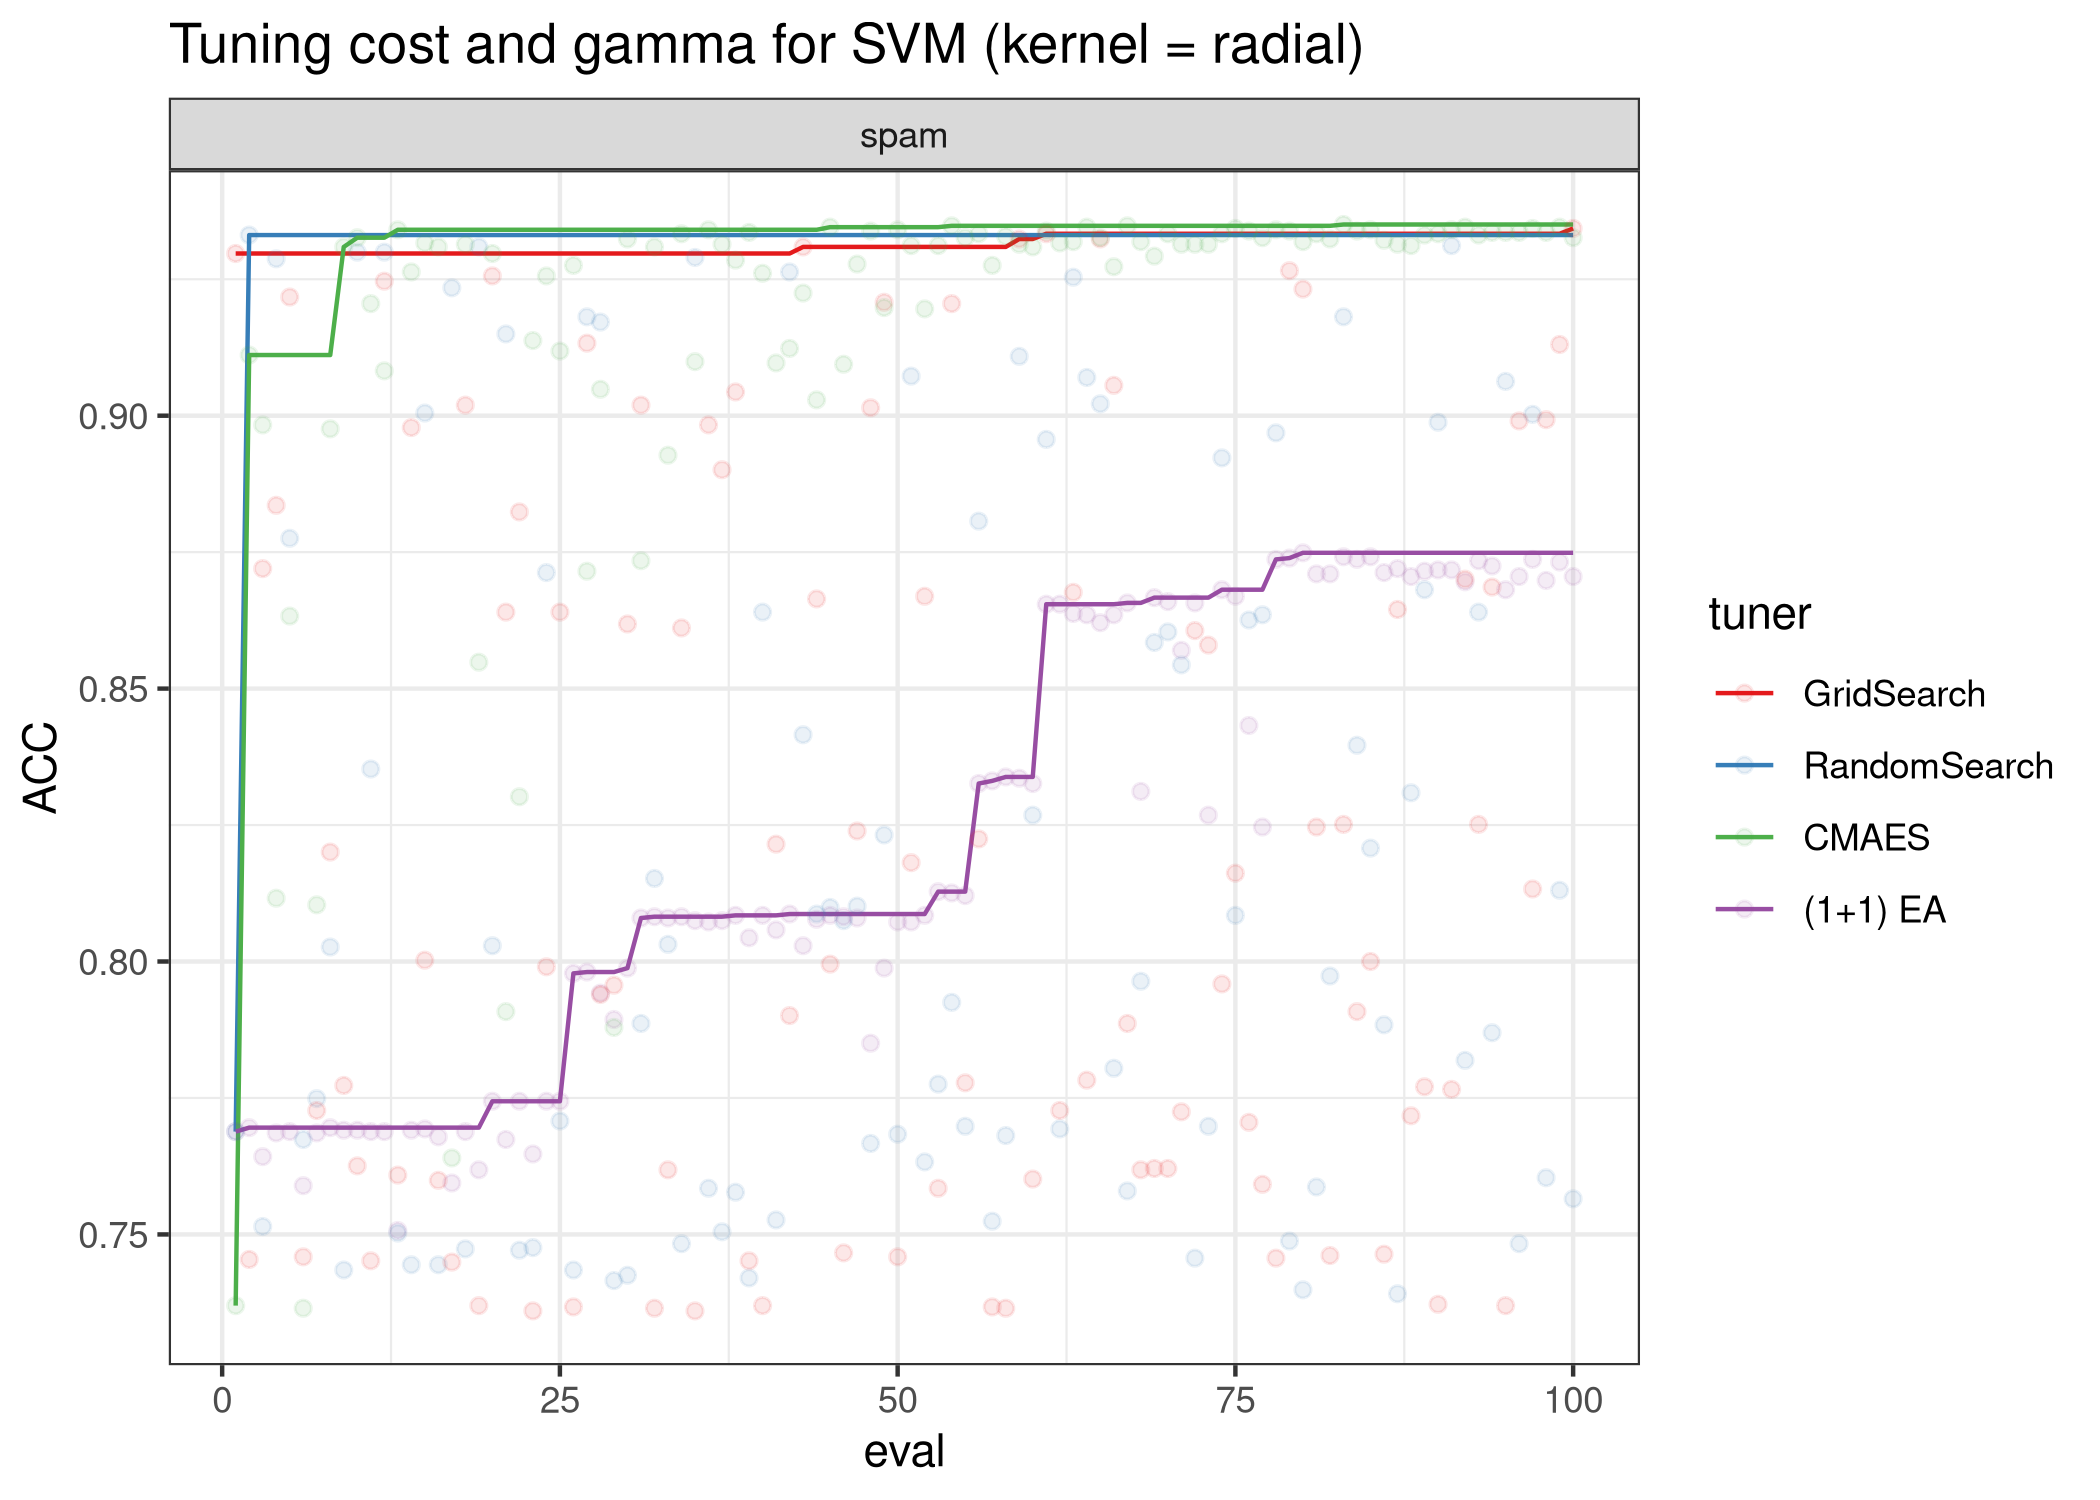 Tuning cost and gamma for SVM (kernel = radial)
spam
ACC
0.90
0.85
0.80
0.75
0
25
50
75
100
eval
tuner
GridSearch
RandomSearch
CMAES
(1+1) EA